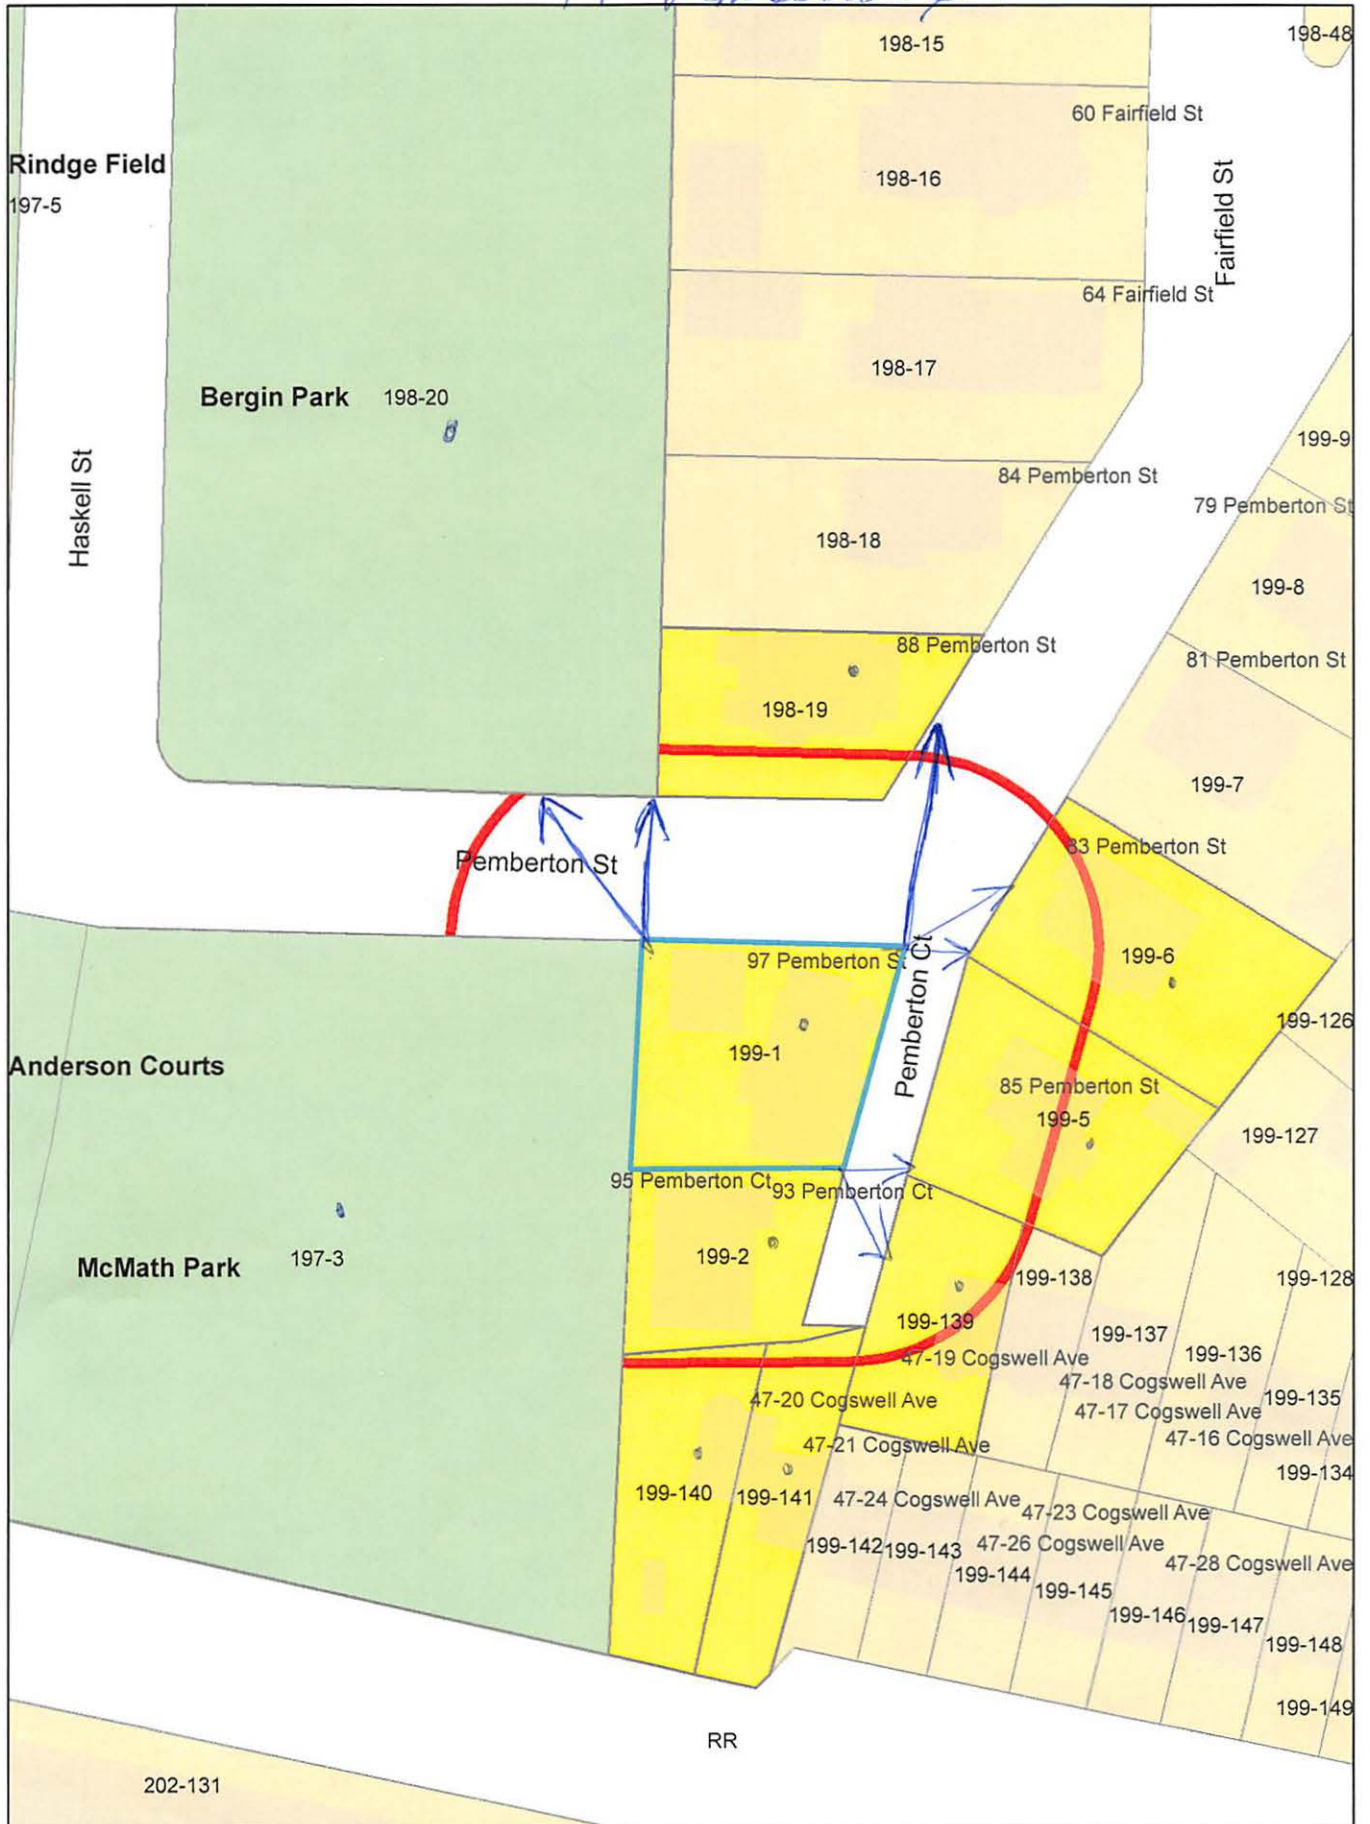 198-15
198-48
60 Fairfield St
Rindge Field
197-5
198-16
Fairfield St
64 Fairfield St
198-17
Bergin Park 198-20
199-9
Haskell St
84 Pemberton St
79 Pemberton St
198-18
199-8
88 Pemberton St
81 Pemberton St
198-19
199-7
83 Pemberton St
Pemberton St
97 Pemberton St
Pemberton Ct
199-6
199-126
199-1
Anderson Courts
85 Pemberton St
199-5
199-127
95 Pemberton Ct
93 Pemberton Ct
199-2
McMath Park 197-3
199-138
199-128
199-139
199-137
199-136
47-19 Cogswell Ave
47-18 Cogswell Ave
199-135
47-20 Cogswell Ave
47-17 Cogswell Ave
47-16 Cogswell Ave
47-21 Cogswell Ave
199-134
199-140
199-141
47-24 Cogswell Ave
47-23 Cogswell Ave
199-142
199-143
47-26 Cogswell Ave
47-28 Cogswell Ave
199-144
199-145
199-146
199-147
199-148
199-149
RR
202-131